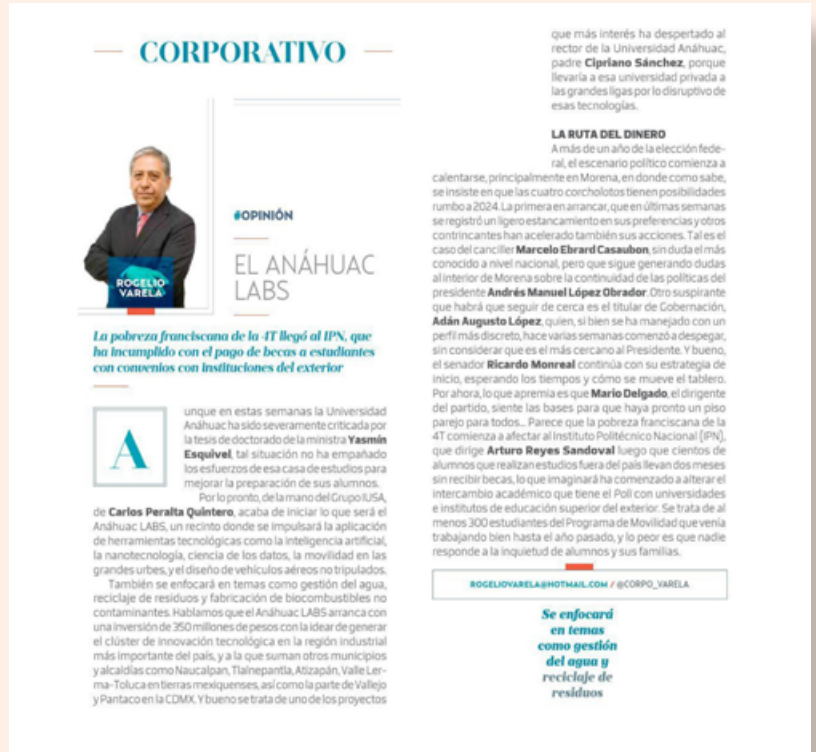 CORPORATIVO
ROGELIO
VARELA
#OPINIÓN
EL ANÁHUAC
LABS
La pobreza franciscana de la 4T llegó al IPN, que
ha incumplido con el pago de becas a estudiantes
con convenios con instituciones del exterior
A
unque en estas semanas la Universidad
Anáhuac ha sido severamente criticada por
la tesis de doctorado de la ministra Yasmín
Esquivel, tal situación no ha empañado
los esfuerzos de esa casa de estudios para
mejorar la preparación de sus alumnos.
Por lo pronto, de la mano del Grupo IUSA,
de Carlos Peralta Quintero, acaba de iniciar lo que será el
Anáhuac LABS, un recinto donde se impulsará la aplicación
de herramientas tecnológicas como la inteligencia artificial,
la nanotecnología, ciencia de los datos, la movilidad en las
grandes urbes, y el diseño de vehículos aéreos no tripulados.
También se enfocará en temas como gestión del agua,
reciclaje de residuos y fabricación de biocombustibles no
contaminantes. Hablamos que el Anáhuac LABS arranca con
una inversión de 350 millones de pesos con la idear de generar
el clúster de innovación tecnológica en la región industrial
más importante del país, y a la que suman otros municipios
y alcaldías como Naucalpan, Tlalnepantla, Atizapán, Valle Ler-
ma-Toluca en tierras mexiquenses, así como la parte de Vallejo
y Pantaco en la CDMX. Y bueno se trata de uno de los proyectos
que más interés ha despertado al
rector de la Universidad Anáhuac,
padre Cipriano Sánchez, porque
llevaría a esa universidad privada a
las grandes ligas por lo disruptivo de
esas tecnologías.
LA RUTA DEL DINERO
A más de un año de la elección fede-
ral, el escenario político comienza a
calentarse, principalmente en Morena, en donde como sabe,
se insiste en que las cuatro corcholatas tienen posibilidades
rumbo a 2024. La primera en arrancar, que en últimas semanas
se registró un ligero estancamiento en sus preferencias y otros
contrincantes han acelerado también sus acciones. Tal es el
caso del canciller Marcelo Ebrard Casaubon, sin duda el más
conocido a nivel nacional, pero que sigue generando dudas
al interior de Morena sobre la continuidad de las políticas del
presidente Andrés Manuel López Obrador. Otro suspirante
que habrá que seguir de cerca es el titular de Gobernación,
Adán Augusto López, quien, si bien se ha manejado con un
perfil más discreto, hace varias semanas comenzó a despegar,
sin considerar que es el más cercano al Presidente. Y bueno,
el senador Ricardo Monreal continúa con su estrategia de
inicio, esperando los tiempos y cómo se mueve el tablero.
Por ahora, lo que apremia es que Mario Delgado, el dirigente
del partido, siente las bases para que haya pronto un piso
parejo para todos... Parece que la pobreza franciscana de la
4T comienza a afectar al Instituto Politécnico Nacional (IPN),
que dirige Arturo Reyes Sandoval luego que cientos de
alumnos que realizan estudios fuera del país llevan dos meses
sin recibir becas, lo que imaginará ha comenzado a alterar el
intercambio académico que tiene el Poli con universidades
e institutos de educación superior del exterior. Se trata de al
menos 300 estudiantes del Programa de Movilidad que venía
trabajando bien hasta el año pasado, y lo peor es que nadie
responde a la inquietud de alumnos y sus familias.
ROGELIOVARELA@HOTMAIL.COM / @CORPO_VARELA
Se enfocará
en temas
como gestión
del agua y
reciclaje de
residuos